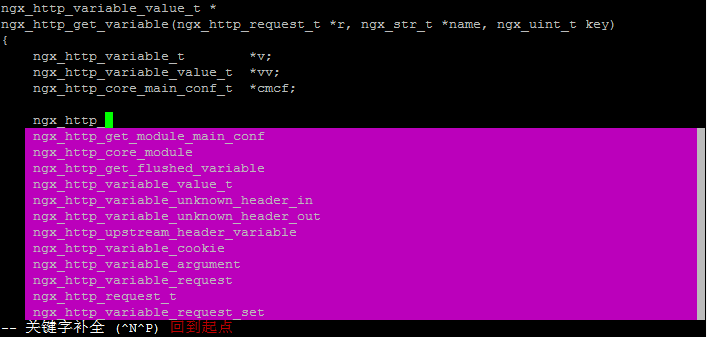 ngx_http_variable_value_t *
ngx_http_get_variable(ngx_http_request_t *r, ngx_str_t *name, ngx_uint_t key)
{
    ngx_http_variable_t        *v;
    ngx_http_variable_value_t  *vv;
    ngx_http_core_main_conf_t  *cmcf;
    ngx_http_
    ngx_http_get_module_main_conf
    ngx_http_core_module
    ngx_http_get_flushed_variable
    ngx_http_variable_value_t
    ngx_http_variable_unknown_header_in
    ngx_http_variable_unknown_header_out
    ngx_http_upstream_header_variable
    ngx_http_variable_cookie
    ngx_http_variable_argument
    ngx_http_variable_request
    ngx_http_request_t
    ngx_http_variable_request_set
-- 关键字补全 (^N^P) 回到起点